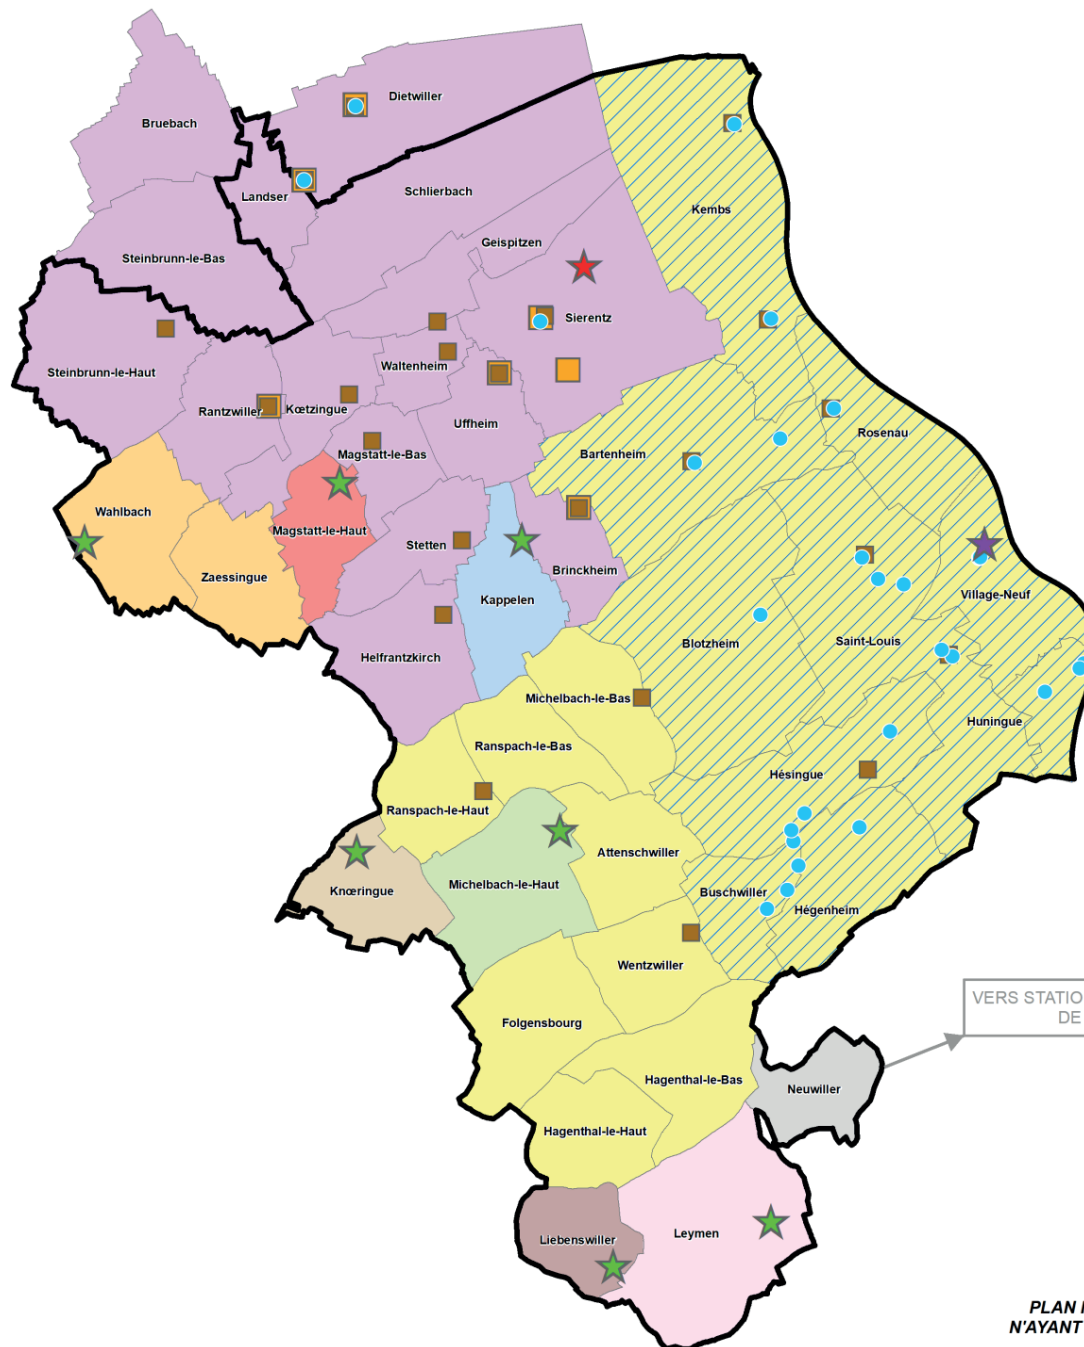 Bruebach
Dietwiller
Landser
Schlierbach
Kembs
Geispitzen
Steinbrunn-le-Bas
Sierentz
Steinbrunn-le-Haut
Waltenheim
Rantzwiller
Kœtzingue
Uffheim
Rosenau
Magstatt-le-Bas
Bartenheim
Wahlbach
Magstatt-le-Haut
Stetten
Brinckheim
Zaessingue
Kappelen
Village-Neuf
Blotzheim
Saint-Louis
Helfrantzkirch
Michelbach-le-Bas
Huningue
Ranspach-le-Bas
Hésingue
Ranspach-le-Haut
Attenschwiller
Knœringue
Michelbach-le-Haut
Buschwiller
Hégenheim
Wentzwiller
VERS STATIO
DE
Folgensbourg
Hagenthal-le-Bas
Neuwiller
Hagenthal-le-Haut
Liebenswiller
Leymen
PLAN
N'AYANT